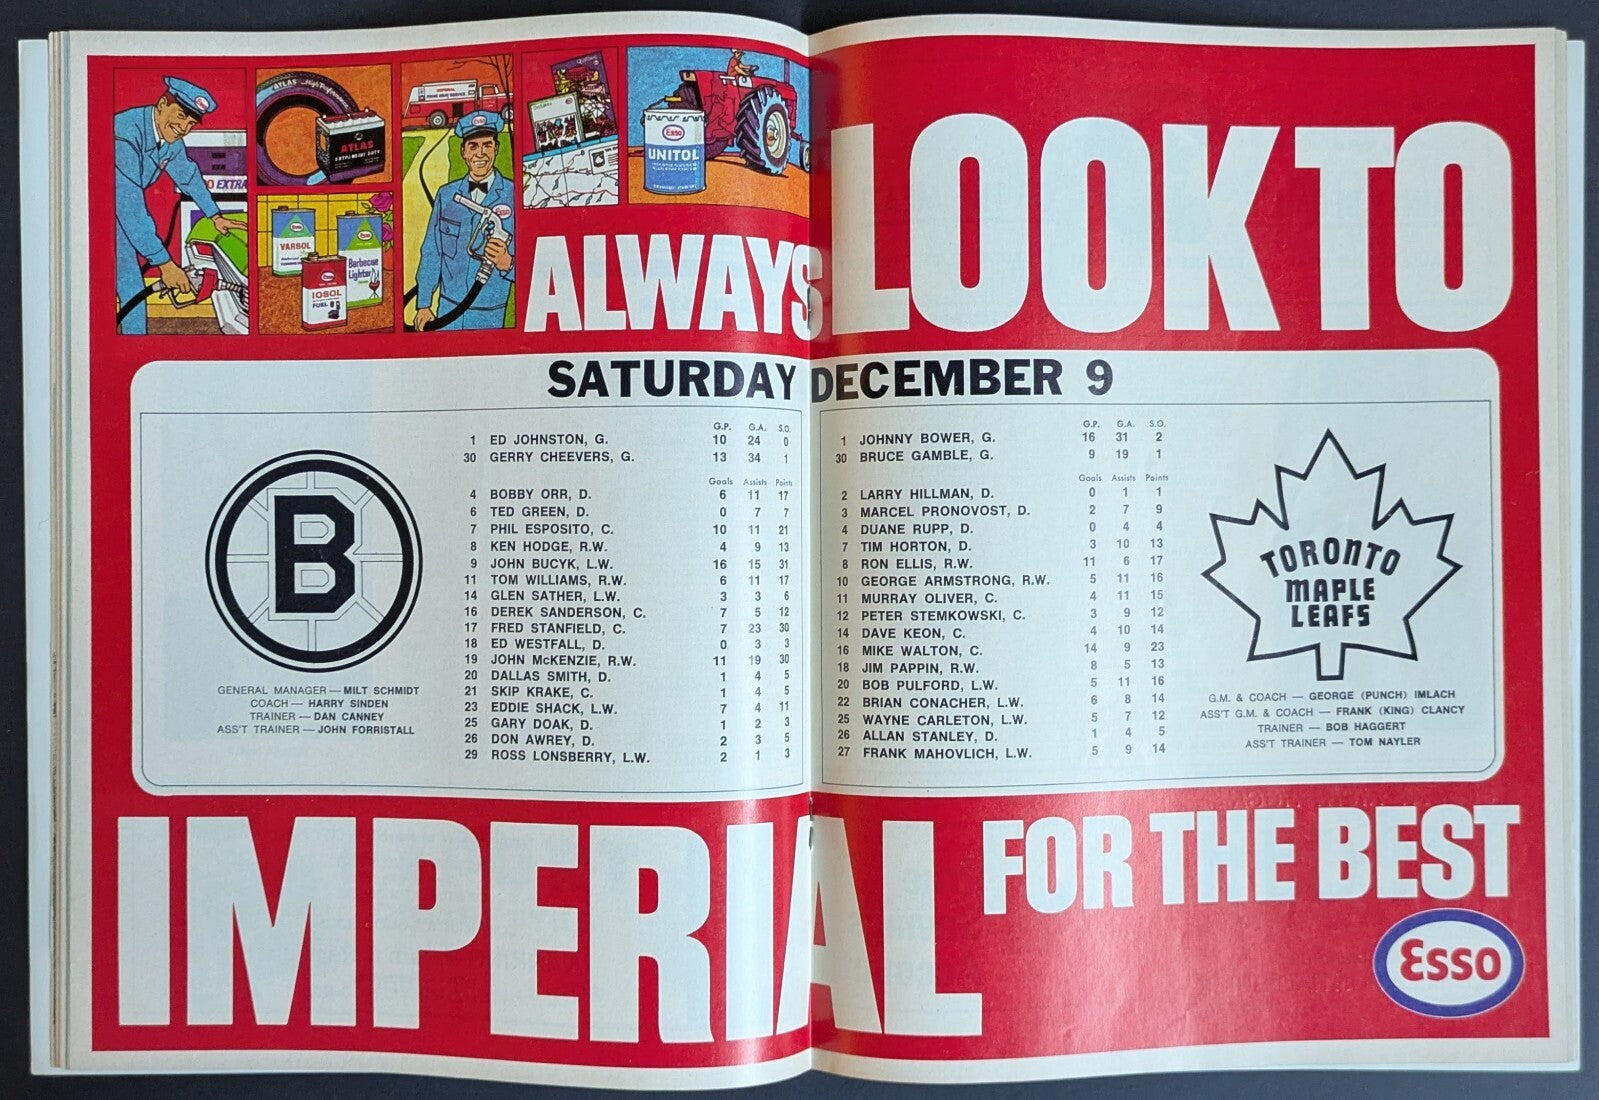 ATLAS High Performance
ATLAS
Esso
EXTRA
IMPERIAL
ESSO
Esso
Esso
UNITOL
Esso
VARSOL
Esso
IOSOL
FUEL
Esso
Barbecue
Lighter
ALWAYS LOOK TO
SATURDAY DECEMBER 9
G.P. G.A. S.O.
1 ED JOHNSTON, G. 10 24 0
30 GERRY CHEEVERS, G. 13 34 1
Goals Assists Points
4 BOBBY ORR, D. 6 11 17
6 TED GREEN, D. 0 7 7
7 PHIL ESPOSITO, C. 10 11 21
8 KEN HODGE, R.W. 4 9 13
9 JOHN BUCYK, L.W. 16 15 31
11 TOM WILLIAMS, R.W. 6 11 17
14 GLEN SATHER, L.W. 3 3 6
16 DEREK SANDERSON, C. 7 5 12
17 FRED STANFIELD, C. 7 23 30
18 ED WESTFALL, D. 0 3 3
19 JOHN McKENZIE, R.W. 11 19 30
20 DALLAS SMITH, D. 1 4 5
21 SKIP KRAKE, C. 1 4 5
23 EDDIE SHACK, L.W. 7 4 11
25 GARY DOAK, D. 1 2 3
26 DON AWREY, D. 2 3 5
29 ROSS LONSBERRY, L.W. 2 1 3
B
GENERAL MANAGER — MILT SCHMIDT
COACH — HARRY SINDEN
TRAINER — DAN CANNEY
ASS'T TRAINER — JOHN FORRISTALL
G.P. G.A. S.O.
1 JOHNNY BOWER, G. 16 31 2
30 BRUCE GAMBLE, G. 9 19 1
Goals Assists Points
2 LARRY HILLMAN, D. 0 1 1
3 MARCEL PRONOVOST, D. 2 7 9
4 DUANE RUPP, D. 0 4 4
7 TIM HORTON, D. 3 10 13
8 RON ELLIS, R.W. 11 6 17
10 GEORGE ARMSTRONG, R.W. 5 11 16
11 MURRAY OLIVER, C. 4 11 15
12 PETER STEMKOWSKI, C. 3 9 12
14 DAVE KEON, C. 4 10 14
16 MIKE WALTON, C. 14 9 23
18 JIM PAPPIN, R.W. 8 5 13
20 BOB PULFORD, L.W. 5 11 16
22 BRIAN CONACHER, L.W. 6 8 14
25 WAYNE CARLETON, L.W. 5 7 12
26 ALLAN STANLEY, D. 1 4 5
27 FRANK MAHOVLICH, L.W. 5 9 14
TORONTO
MAPLE
LEAFS
G.M. & COACH — GEORGE (PUNCH) IMLACH
ASS'T G.M. & COACH — FRANK (KING) CLANCY
TRAINER — BOB HAGGERT
ASS'T TRAINER — TOM NAYLER
IMPERIAL FOR THE BEST
Esso